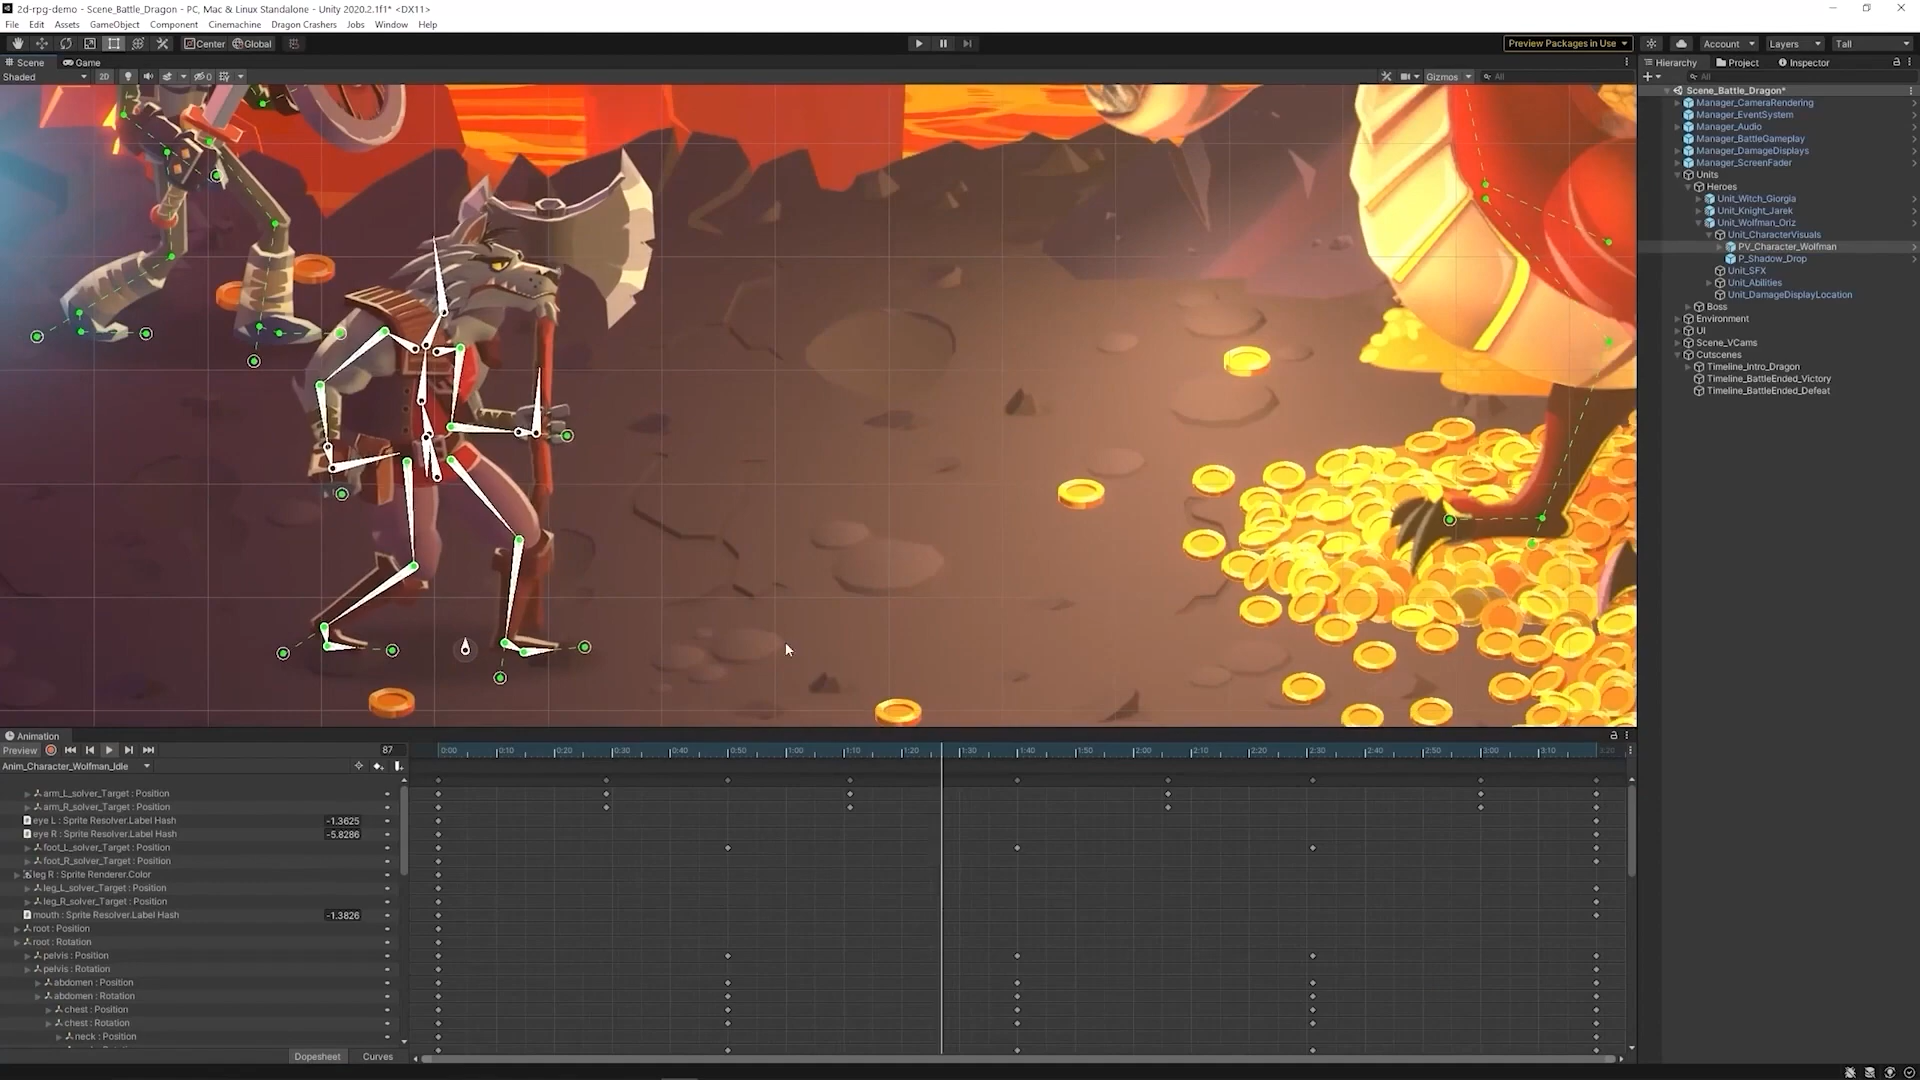 2d-rpg-demo - Scene_Battle_Dragon - PC, Mac & Linux Standalone - Unity 2020.2.1f1* <DX11>
File Edit Assets GameObject Component Cinemachine Dragon Crashers Jobs Window Help
Center Global Preview Packages in Use Account Layers Tall
Scene Game
Hierarchy Project Inspector
Shaded 2D 0 Gizmos All
All
Scene_Battle_Dragon*
Manager_CameraRendering
Manager_EventSystem
Manager_Audio
Manager_BattleGameplay
Manager_DamageDisplays
Manager_ScreenFader
Units
Heroes
Unit_Witch_Giorgia
Unit_Knight_Jarek
Unit_Wolfman_Oriz
Unit_CharacterVisuals
PV_Character_Wolfman
P_Shadow_Drop
Unit_SFX
Unit_Abilities
Unit_DamageDisplayLocation
Boss
Environment
UI
Scene_VCams
Cutscenes
Timeline_Intro_Dragon
Timeline_BattleEnded_Victory
Timeline_BattleEnded_Defeat
Animation
Preview 87 0:00 0:10 0:20 0:30 0:40 0:50 1:00 1:10 1:20 1:30 1:40 1:50 2:00 2:10 2:20 2:30 2:40 2:50 3:00 3:10 3:20
Anim_Character_Wolfman_Idle
arm_L_solver_Target : Position
arm_R_solver_Target : Position
eye L : Sprite Resolver.Label Hash -1.3625
eye R : Sprite Resolver.Label Hash -5.8286
foot_L_solver_Target : Position
foot_R_solver_Target : Position
leg R : Sprite Renderer.Color
leg_L_solver_Target : Position
leg_R_solver_Target : Position
mouth : Sprite Resolver.Label Hash -1.3826
root : Position
root : Rotation
pelvis : Position
pelvis : Rotation
abdomen : Position
abdomen : Rotation
chest : Position
chest : Rotation
neck : Position
Dopesheet Curves